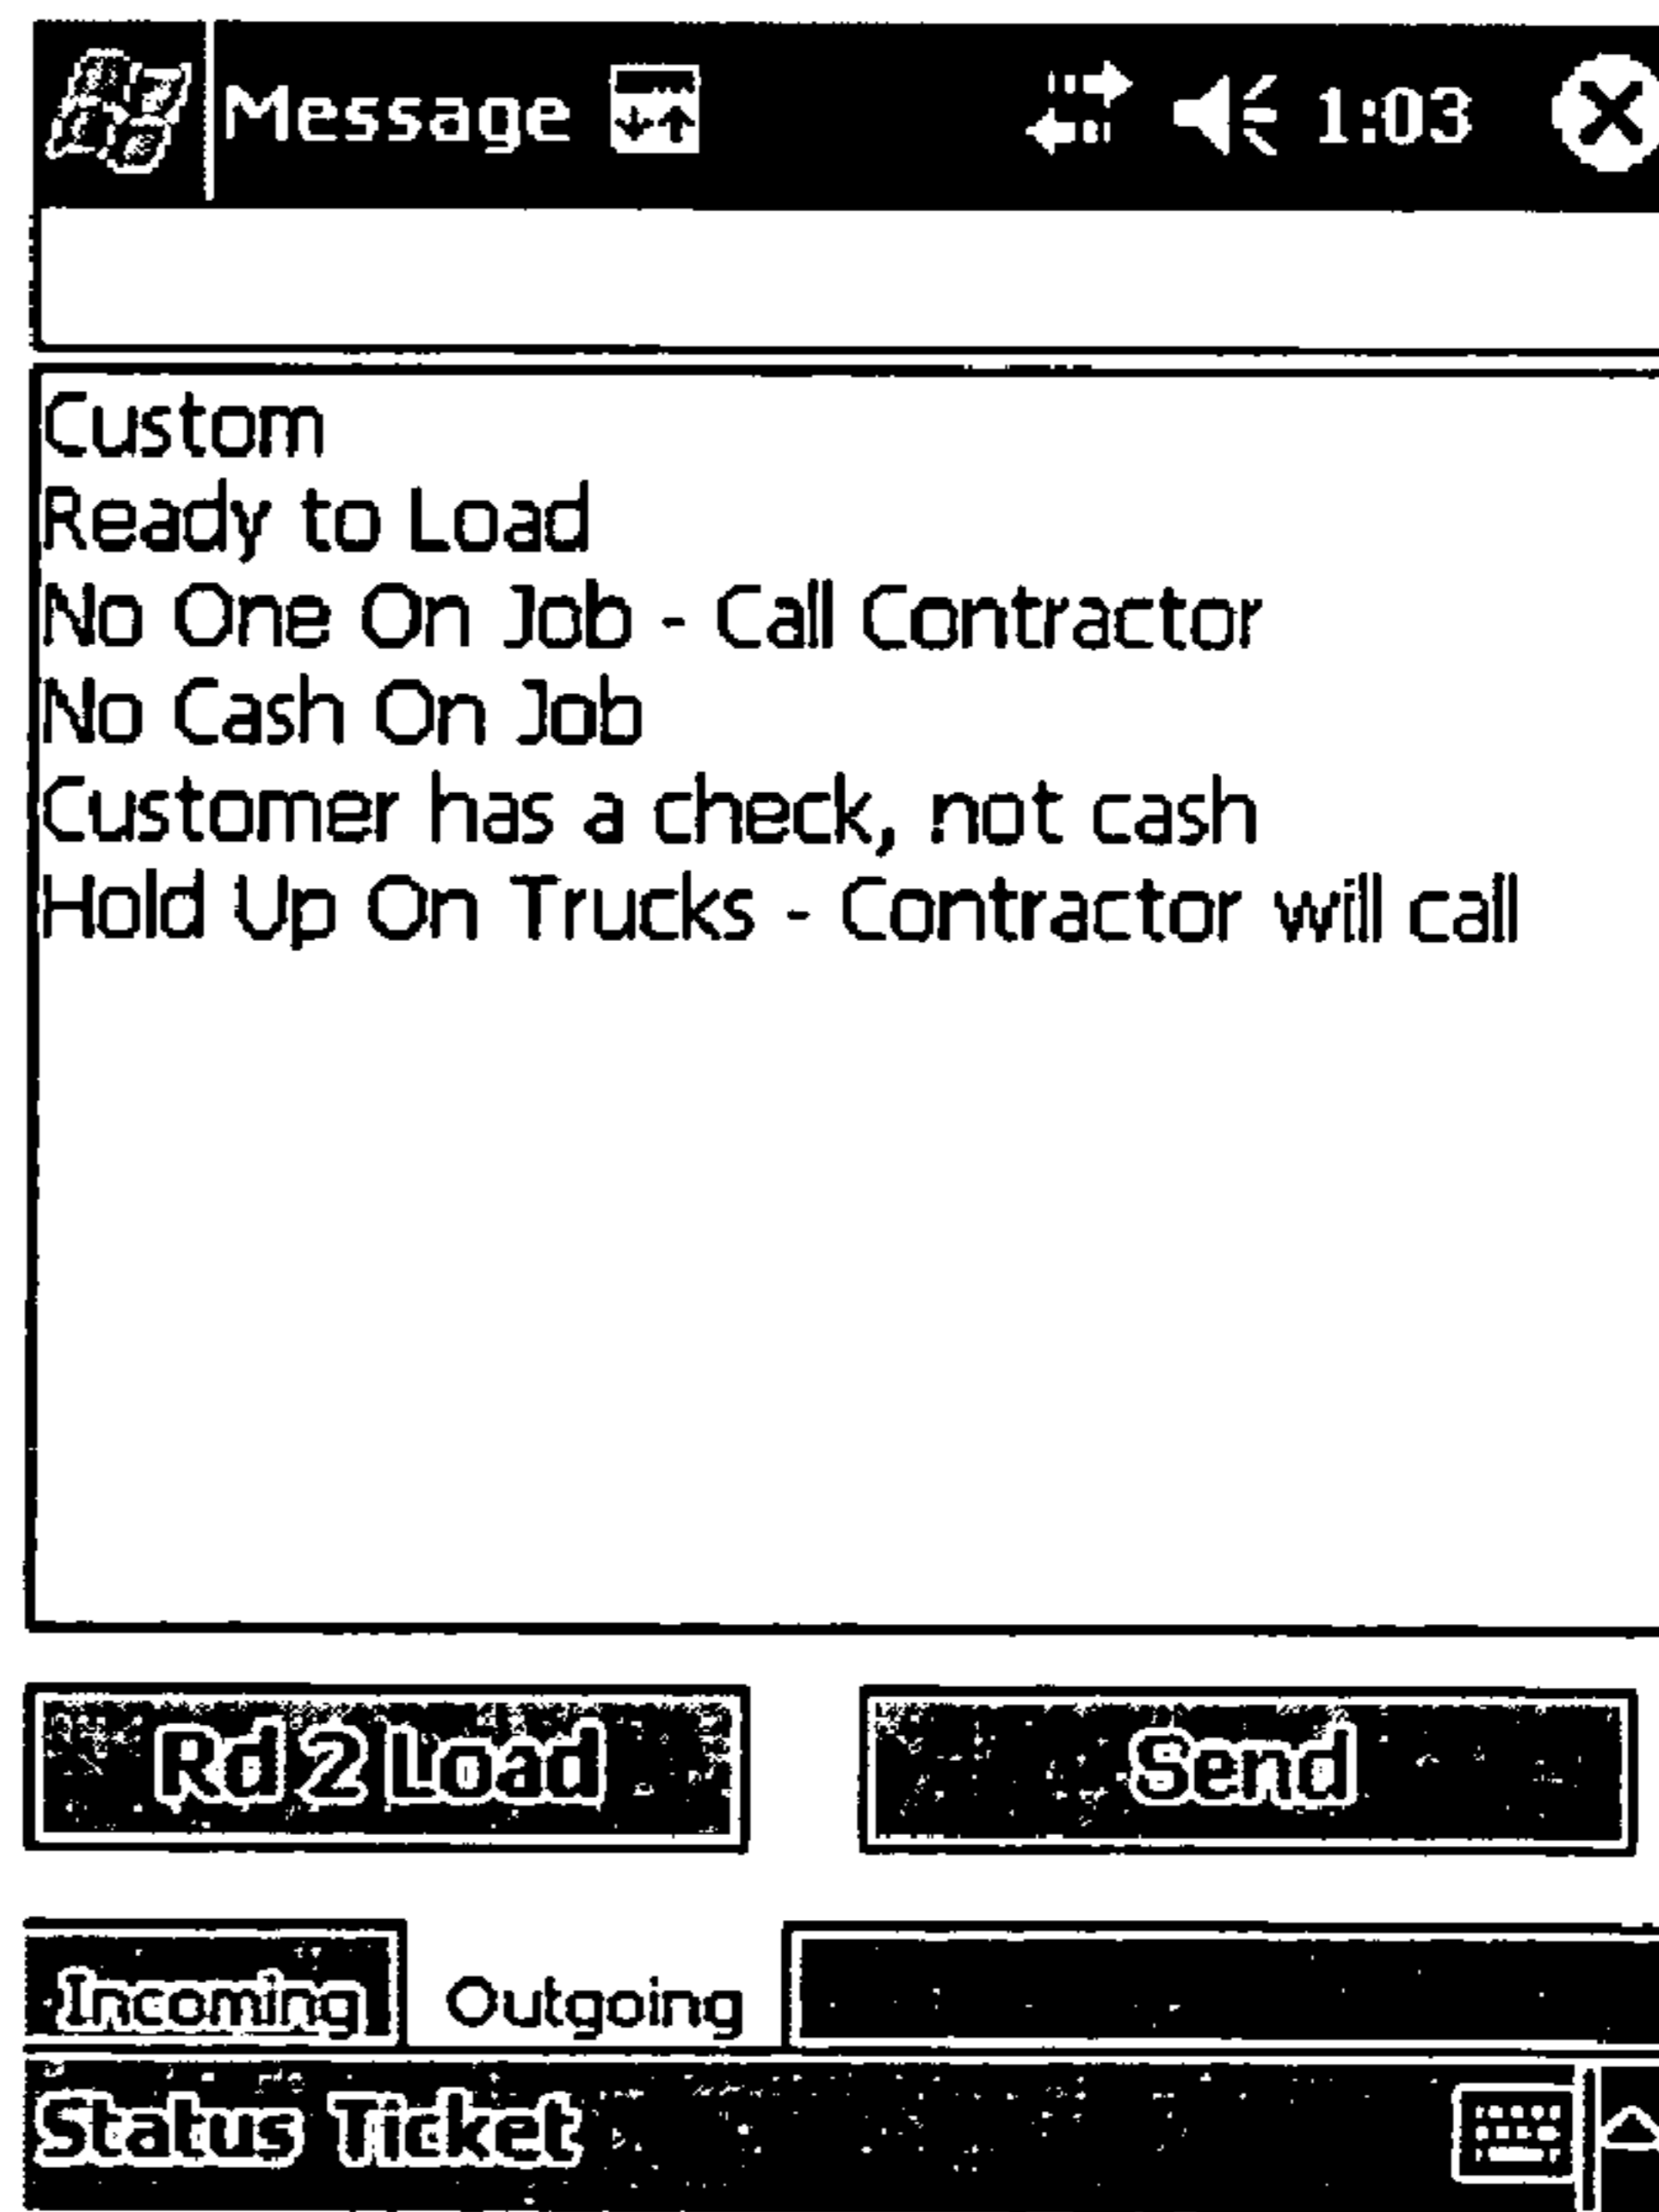 Message 1:03
Custom
Ready to Load
No One On Job - Call Contractor
No Cash On Job
Customer has a check, not cash
Hold Up On Trucks - Contractor will call
Rd 2 Load Send
Incoming Outgoing
Status Ticket